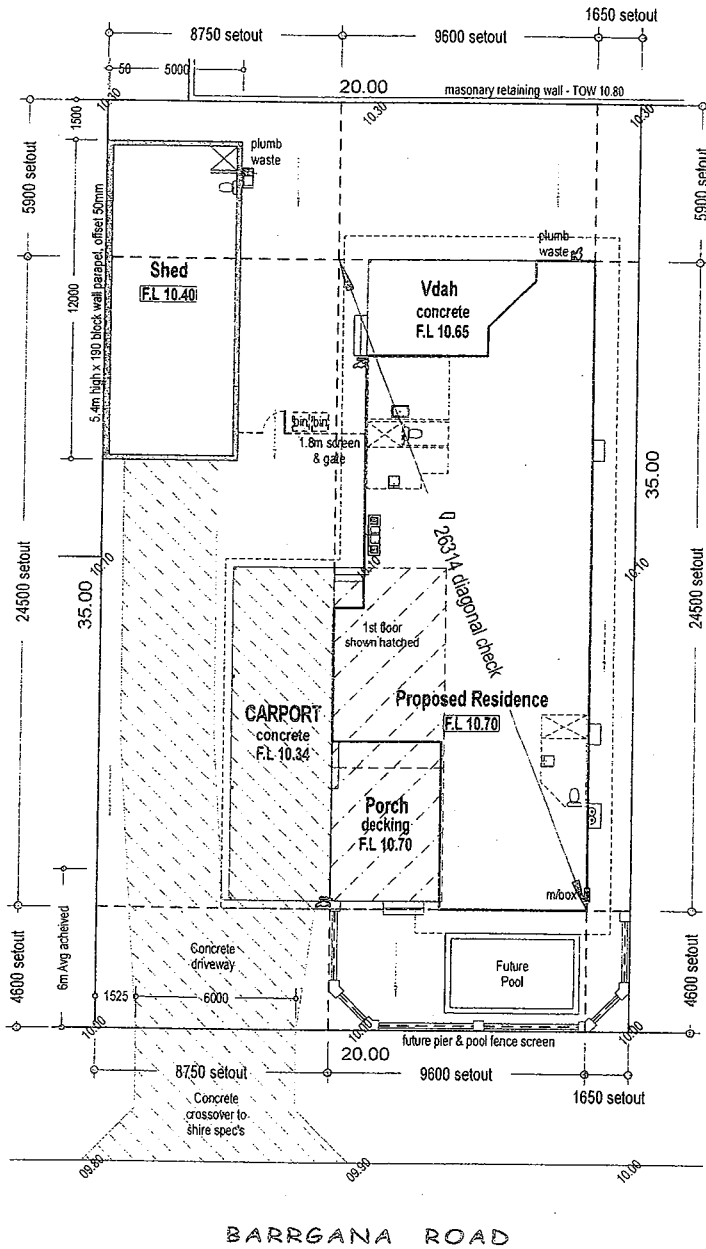 1650 setout
8750 setout
9600 setout
50
5000
20.00
masonary retaining wall - TOW 10.80
10.30
10.30
10.30
1500
5900 setout
5900 setout
plumb
waste
plumb
waste
Shed
F.L 10.40
Vdah
concrete
F.L 10.65
12000
5.4m high x 190 block wall parapet, offset 50mm
bin
bin
1.8m screen
& gate
35.00
26314 diagonal check
24500 setout
24500 setout
10.10
10.10
10.10
35.00
1st floor
shown hatched
CARPORT
concrete
F.L 10.34
Proposed Residence
F.L 10.70
Porch
decking
F.L 10.70
m/box
6m Avg acheived
4600 setout
4600 setout
Concrete
driveway
Future
Pool
1525
6000
10.00
10.00
10.00
future pier & pool fence screen
20.00
8750 setout
9600 setout
1650 setout
Concrete
crossover to
shire spec's
09.80
09.90
10.00
BARRGANA ROAD